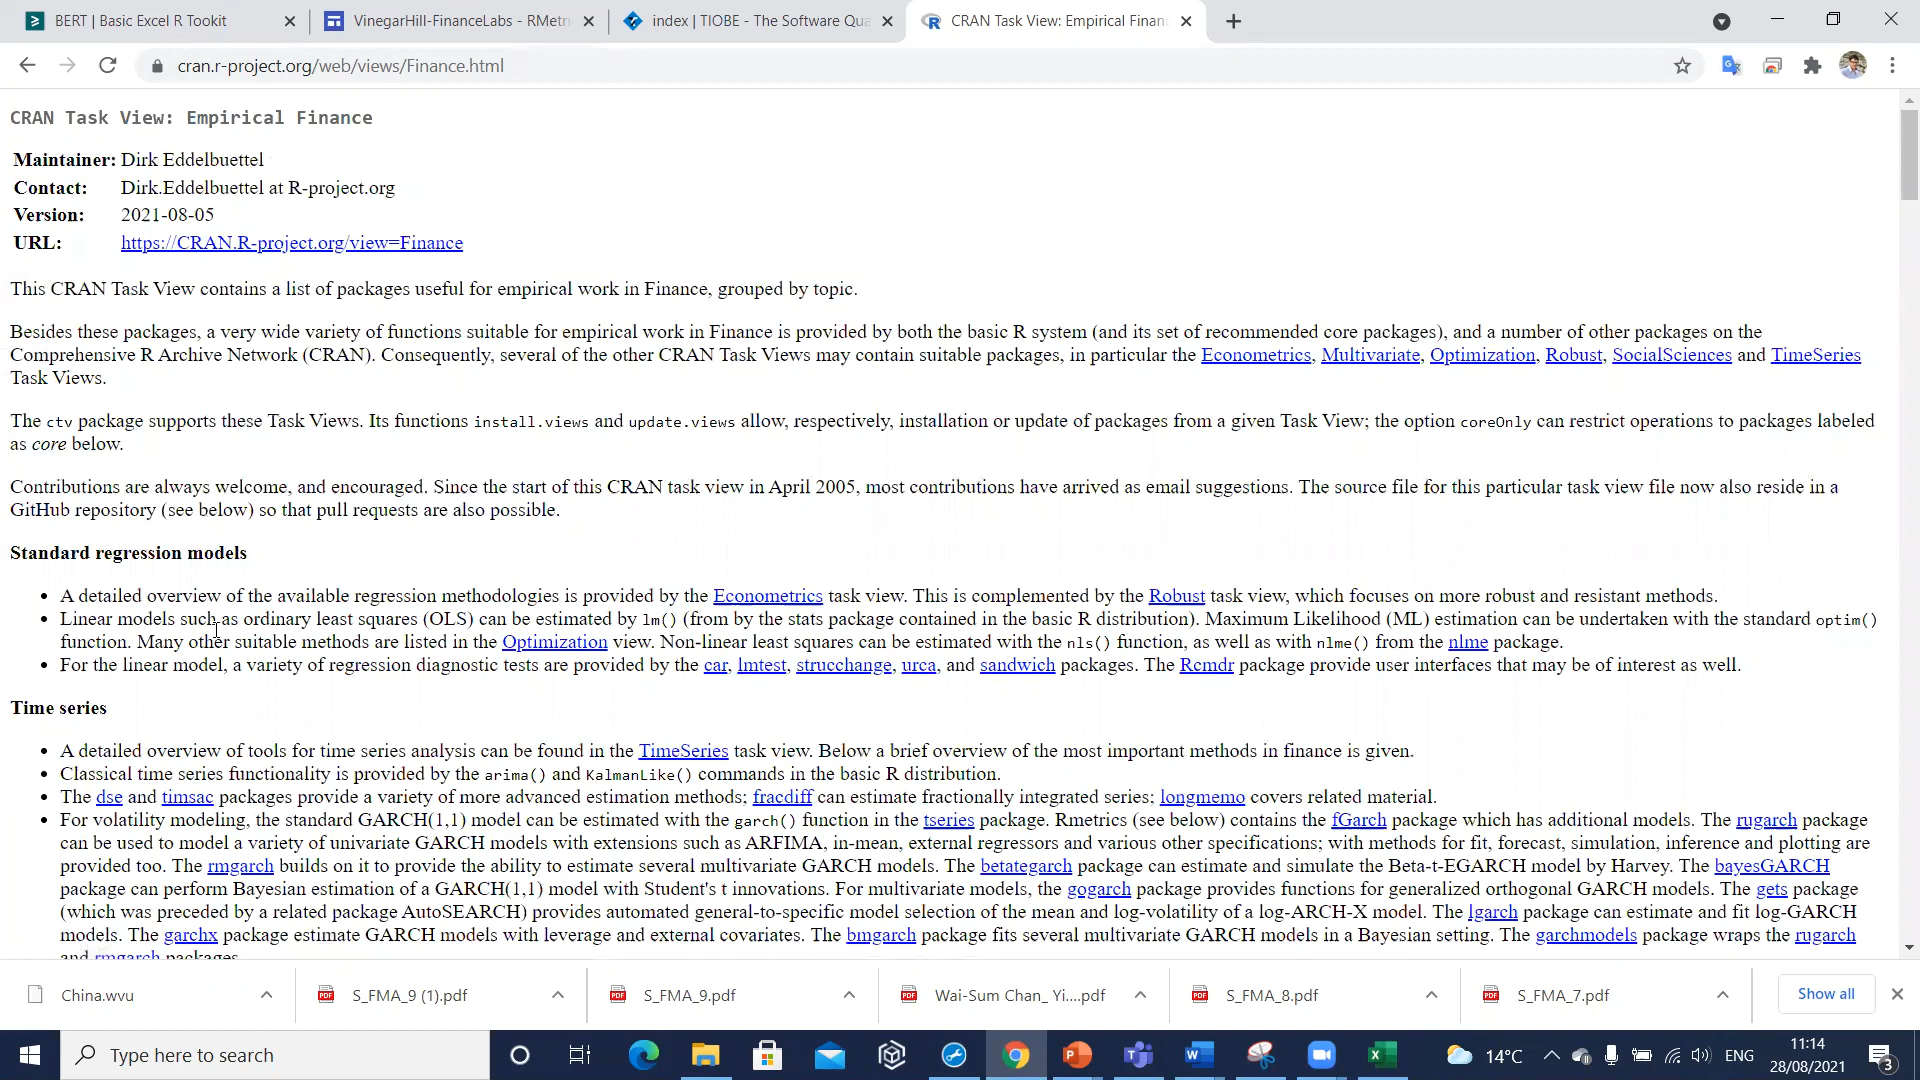 BERT | Basic Excel R Tookit
VinegarHill-FinanceLabs - RMetri
index | TIOBE - The Software Qua
CRAN Task View: Empirical Financ
cran.r-project.org/web/views/Finance.html
CRAN Task View: Empirical Finance
Maintainer: Dirk Eddelbuettel
Contact: Dirk.Eddelbuettel at R-project.org
Version: 2021-08-05
URL: https://CRAN.R-project.org/view=Finance
This CRAN Task View contains a list of packages useful for empirical work in Finance, grouped by topic.
Besides these packages, a very wide variety of functions suitable for empirical work in Finance is provided by both the basic R system (and its set of recommended core packages), and a number of other packages on the
Comprehensive R Archive Network (CRAN). Consequently, several of the other CRAN Task Views may contain suitable packages, in particular the Econometrics, Multivariate, Optimization, Robust, SocialSciences and TimeSeries
Task Views.
The ctv package supports these Task Views. Its functions install.views and update.views allow, respectively, installation or update of packages from a given Task View; the option coreOnly can restrict operations to packages labeled
as core below.
Contributions are always welcome, and encouraged. Since the start of this CRAN task view in April 2005, most contributions have arrived as email suggestions. The source file for this particular task view file now also reside in a
GitHub repository (see below) so that pull requests are also possible.
Standard regression models
• A detailed overview of the available regression methodologies is provided by the Econometrics task view. This is complemented by the Robust task view, which focuses on more robust and resistant methods.
• Linear models such as ordinary least squares (OLS) can be estimated by lm() (from by the stats package contained in the basic R distribution). Maximum Likelihood (ML) estimation can be undertaken with the standard optim()
function. Many other suitable methods are listed in the Optimization view. Non-linear least squares can be estimated with the nls() function, as well as with nlme() from the nlme package.
• For the linear model, a variety of regression diagnostic tests are provided by the car, lmtest, strucchange, urca, and sandwich packages. The Rcmdr package provide user interfaces that may be of interest as well.
Time series
• A detailed overview of tools for time series analysis can be found in the TimeSeries task view. Below a brief overview of the most important methods in finance is given.
• Classical time series functionality is provided by the arima() and KalmanLike() commands in the basic R distribution.
• The dse and timsac packages provide a variety of more advanced estimation methods; fracdiff can estimate fractionally integrated series; longmemo covers related material.
• For volatility modeling, the standard GARCH(1,1) model can be estimated with the garch() function in the tseries package. Rmetrics (see below) contains the fGarch package which has additional models. The rugarch package
can be used to model a variety of univariate GARCH models with extensions such as ARFIMA, in-mean, external regressors and various other specifications; with methods for fit, forecast, simulation, inference and plotting are
provided too. The rmgarch builds on it to provide the ability to estimate several multivariate GARCH models. The betategarch package can estimate and simulate the Beta-t-EGARCH model by Harvey. The bayesGARCH
package can perform Bayesian estimation of a GARCH(1,1) model with Student's t innovations. For multivariate models, the gogarch package provides functions for generalized orthogonal GARCH models. The gets package
(which was preceded by a related package AutoSEARCH) provides automated general-to-specific model selection of the mean and log-volatility of a log-ARCH-X model. The lgarch package can estimate and fit log-GARCH
models. The garchx package estimate GARCH models with leverage and external covariates. The bmgarch package fits several multivariate GARCH models in a Bayesian setting. The garchmodels package wraps the rugarch
and rmgarch packages.
China.wvu
S_FMA_9 (1).pdf
S_FMA_9.pdf
Wai-Sum Chan_ Yi....pdf
S_FMA_8.pdf
S_FMA_7.pdf
Show all
Type here to search
14°C
ENG
11:14
28/08/2021
3